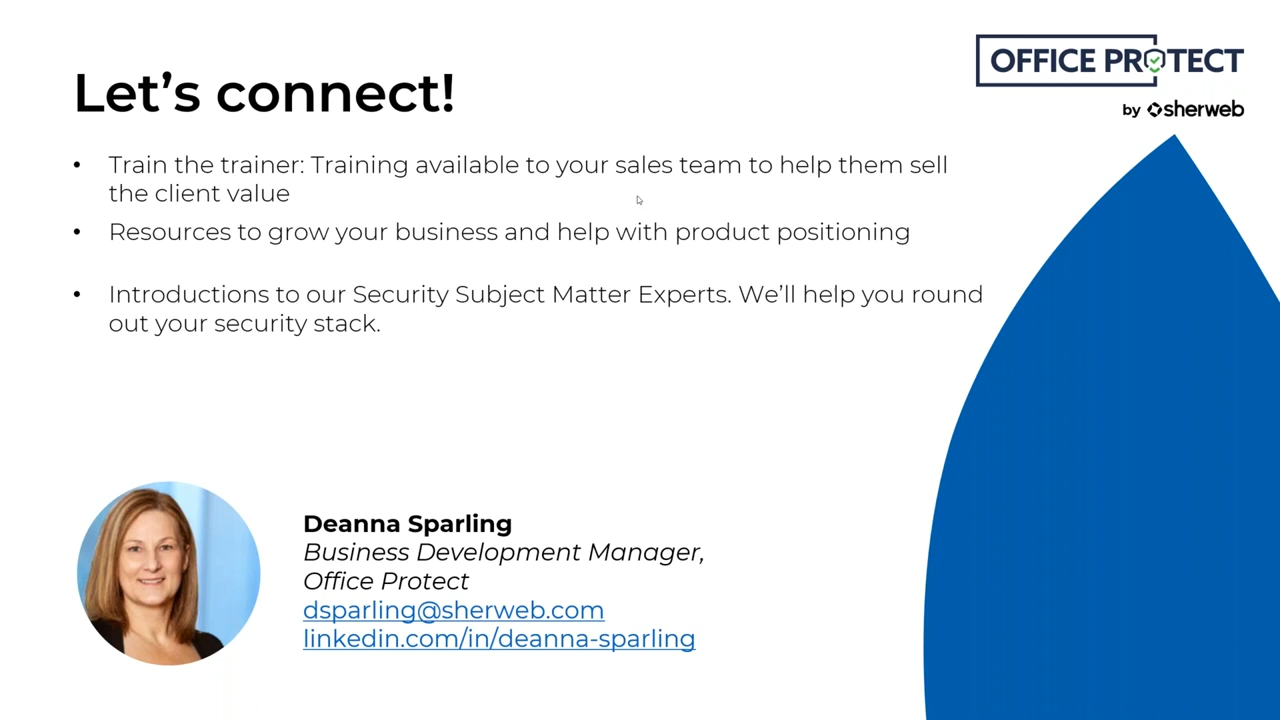 OFFICE PROTECT
by sherweb
Let’s connect!
• Train the trainer: Training available to your sales team to help them sell
the client value
• Resources to grow your business and help with product positioning
• Introductions to our Security Subject Matter Experts. We’ll help you round
out your security stack.
Deanna Sparling
Business Development Manager,
Office Protect
dsparling@sherweb.com
linkedin.com/in/deanna-sparling